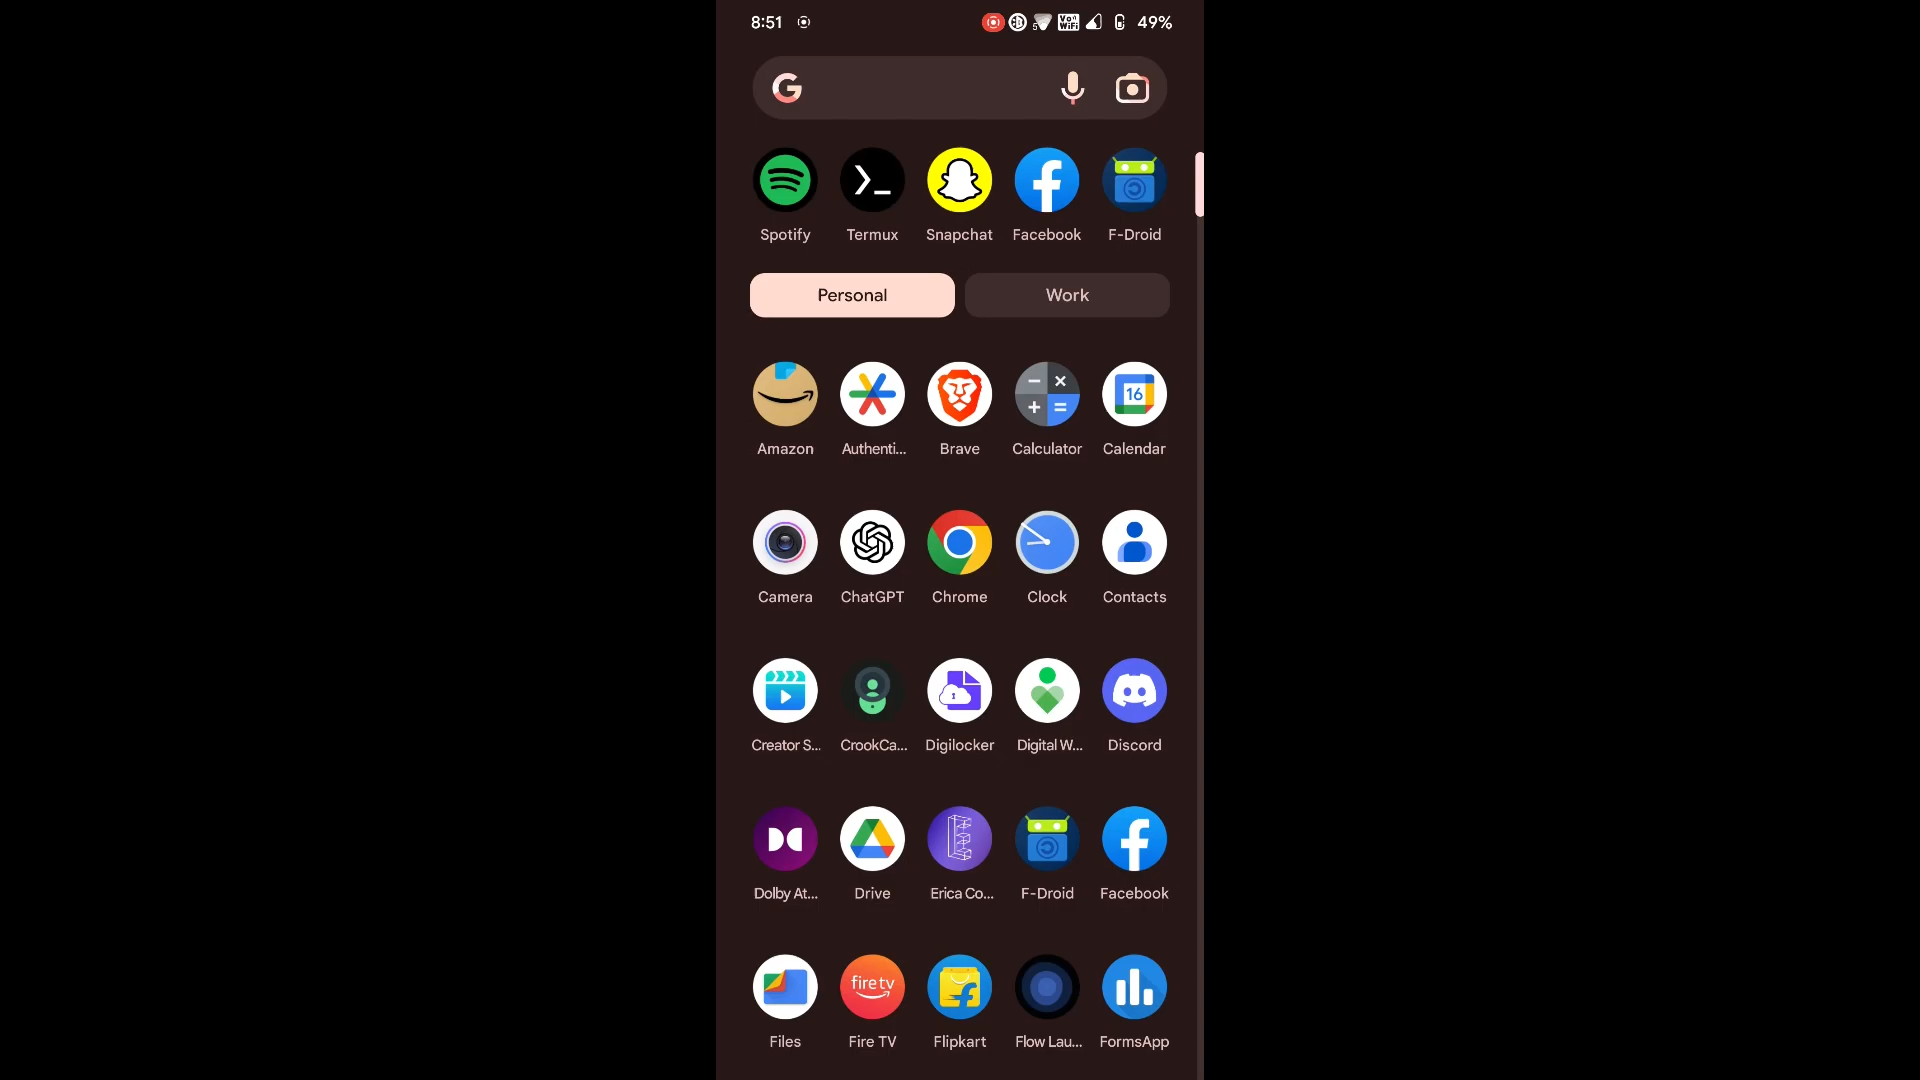 8:51 49%
Spotify Termux Snapchat Facebook F-Droid
Personal Work
16
Amazon Authenti... Brave Calculator Calendar
Camera ChatGPT Chrome Clock Contacts
Creator S... CrookCa... Digilocker Digital W... Discord
Dolby At... Drive Erica Co... F-Droid Facebook
fire tv
Files Fire TV Flipkart Flow Lau... FormsApp